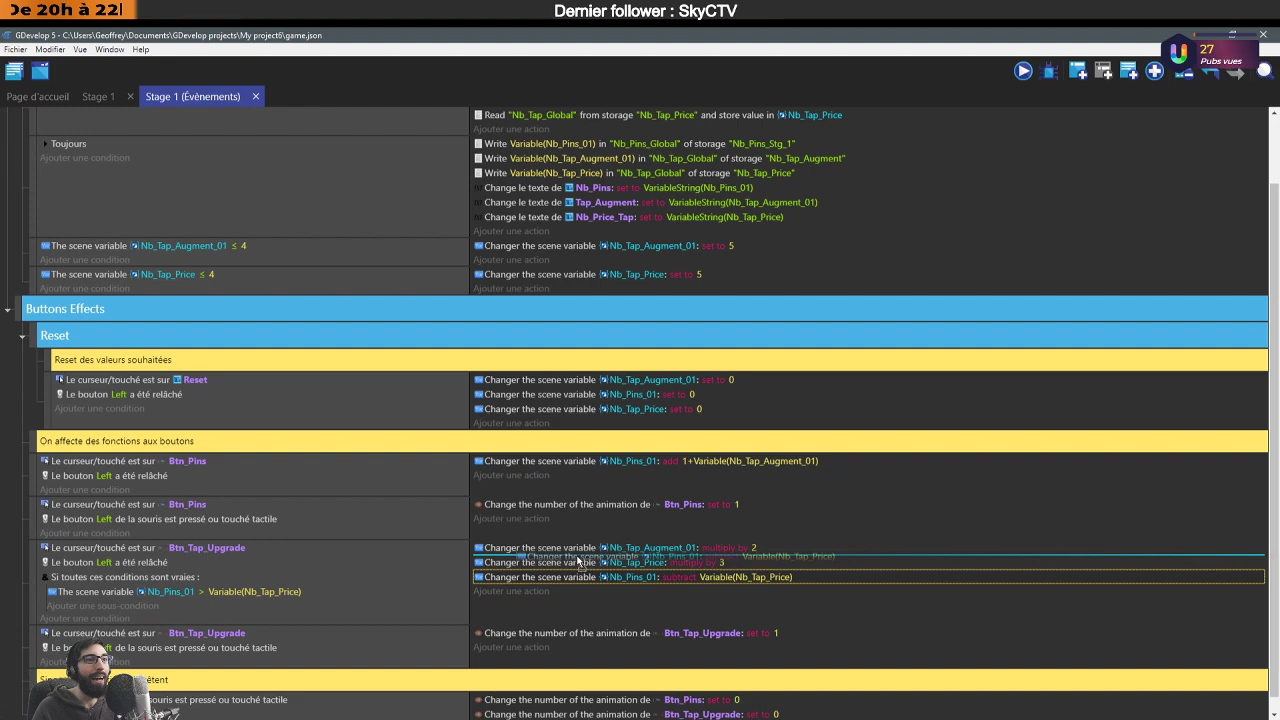 De 20h à 22h
Dernier follower : SkyCTV
GDevelop 5 - C:\Users\Geoffrey\Documents\GDevelop projects\My project6\game.json
Fichier Modifier Vue Window Help
27
Pubs vues
Page d'accueil Stage 1 Stage 1 (Évènements)
Read "Nb_Tap_Global" from storage "Nb_Tap_Price" and store value in Nb_Tap_Price
Ajouter une action
Toujours
Ajouter une condition
Write Variable(Nb_Pins_01) in "Nb_Pins_Global" of storage "Nb_Pins_Stg_1"
Write Variable(Nb_Tap_Augment_01) in "Nb_Tap_Global" of storage "Nb_Tap_Augment"
Write Variable(Nb_Tap_Price) in "Nb_Tap_Global" of storage "Nb_Tap_Price"
Change le texte de Nb_Pins: set to VariableString(Nb_Pins_01)
Change le texte de Tap_Augment: set to VariableString(Nb_Tap_Augment_01)
Change le texte de Nb_Price_Tap: set to VariableString(Nb_Tap_Price)
Ajouter une action
The scene variable Nb_Tap_Augment_01 ≤ 4
Ajouter une condition
Changer the scene variable Nb_Tap_Augment_01: set to 5
Ajouter une action
The scene variable Nb_Tap_Price ≤ 4
Ajouter une condition
Changer the scene variable Nb_Tap_Price: set to 5
Ajouter une action
Buttons Effects
Reset
Reset des valeurs souhaitées
Le curseur/touché est sur Reset
Le bouton Left a été relâché
Ajouter une condition
Changer the scene variable Nb_Tap_Augment_01: set to 0
Changer the scene variable Nb_Pins_01: set to 0
Changer the scene variable Nb_Tap_Price: set to 0
Ajouter une action
On affecte des fonctions aux boutons
Le curseur/touché est sur Btn_Pins
Le bouton Left a été relâché
Changer the scene variable Nb_Pins_01: add 1+Variable(Nb_Tap_Augment_01)
Ajouter une action
Le curseur/touché est sur Btn_Pins
Le bouton Left de la souris est pressé ou touché tactile
Change the number of the animation de Btn_Pins: set to 1
Ajouter une action
Le curseur/touché est sur Btn_Tap_Upgrade
Le bouton Left a été relâché
Si toutes ces conditions sont vraies :
The scene variable Nb_Pins_01 > Variable(Nb_Tap_Price)
Ajouter une sous-condition
Ajouter une condition
Changer the scene variable Nb_Tap_Augment_01: multiply by 2
Changer the scene variable Nb_Pins_01: subtract Variable(Nb_Tap_Price)
Changer the scene variable Nb_Tap_Price: multiply by 3
Changer the scene variable Nb_Pins_01: subtract Variable(Nb_Tap_Price)
Ajouter une action
Le curseur/touché est sur Btn_Tap_Upgrade
Le bouton Left de la souris est pressé ou touché tactile
Change the number of the animation de Btn_Tap_Upgrade: set to 1
Ajouter une action
souris est pressé ou touché tactile
Change the number of the animation de Btn_Pins: set to 0
Change the number of the animation de Btn_Tap_Upgrade: set to 0